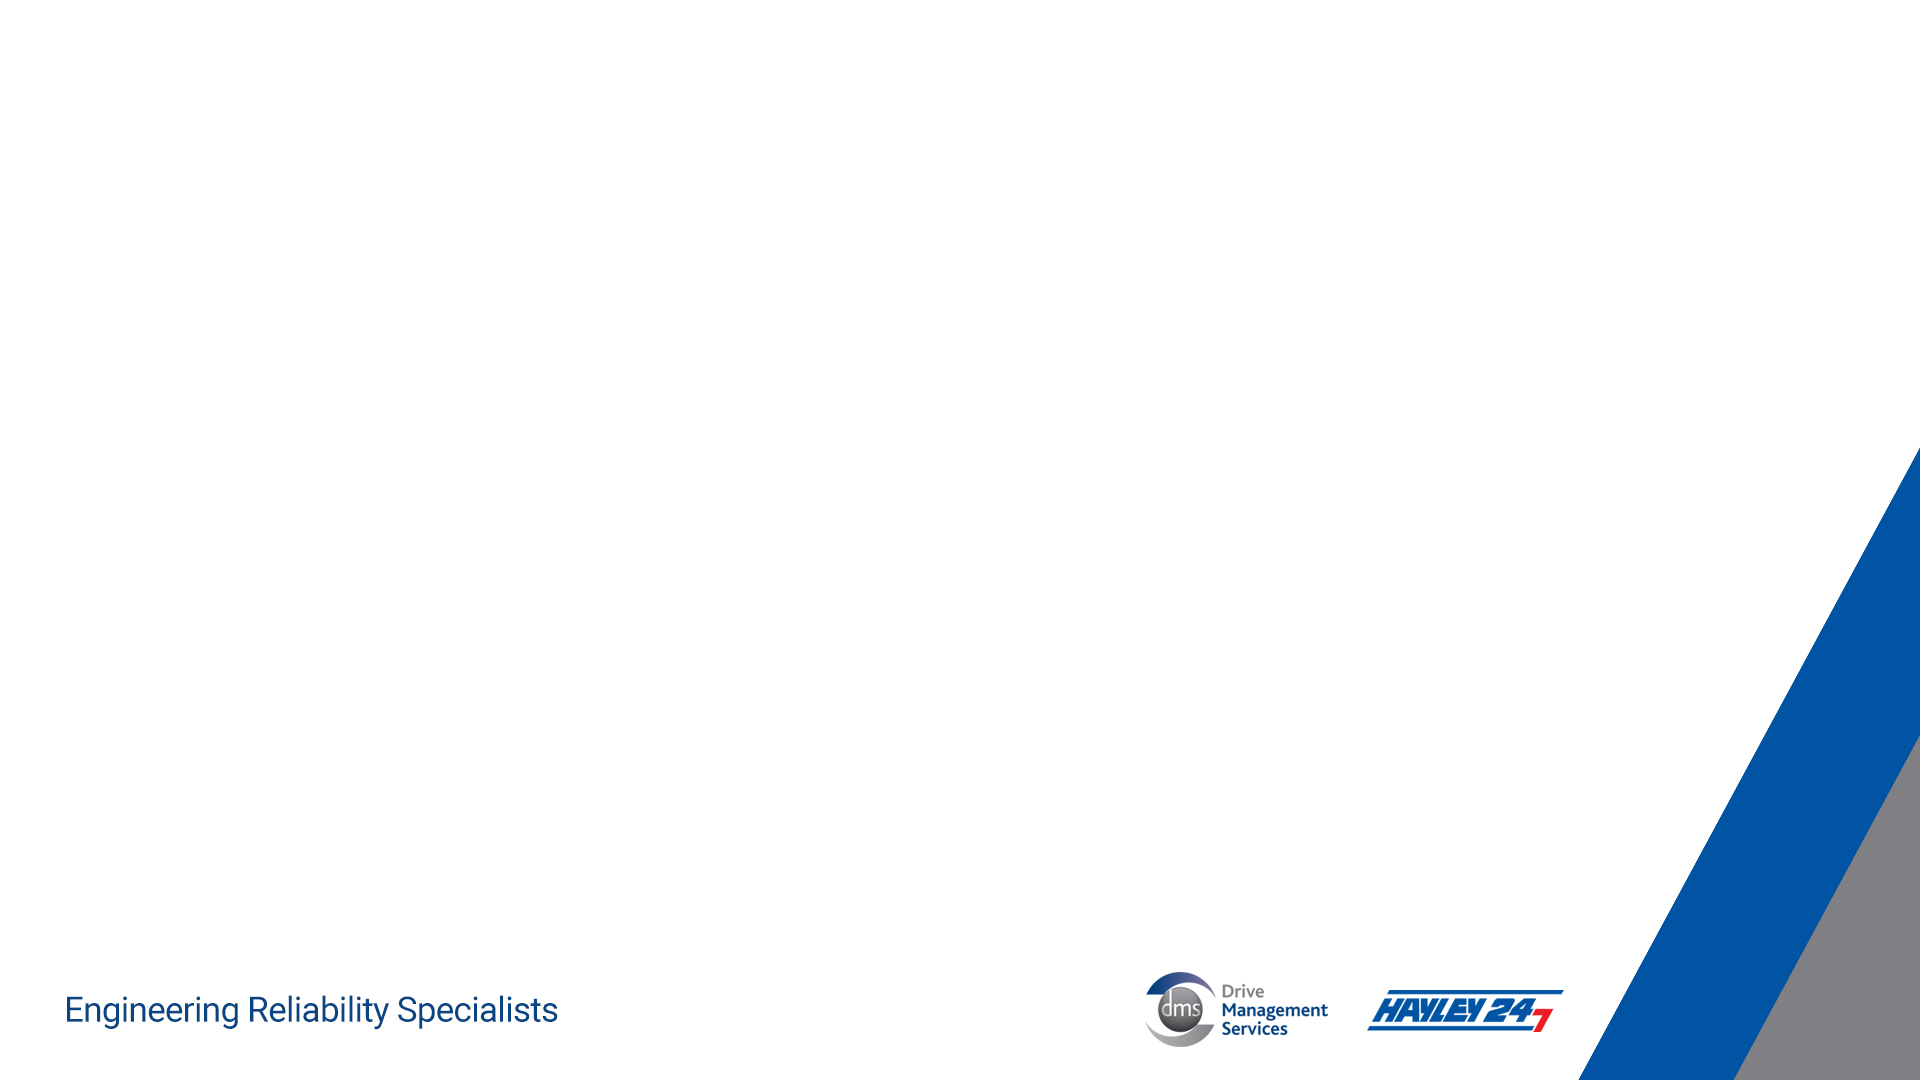 Engineering Reliability Specialists
dms
Drive
Management
Services
HAYLEY 247